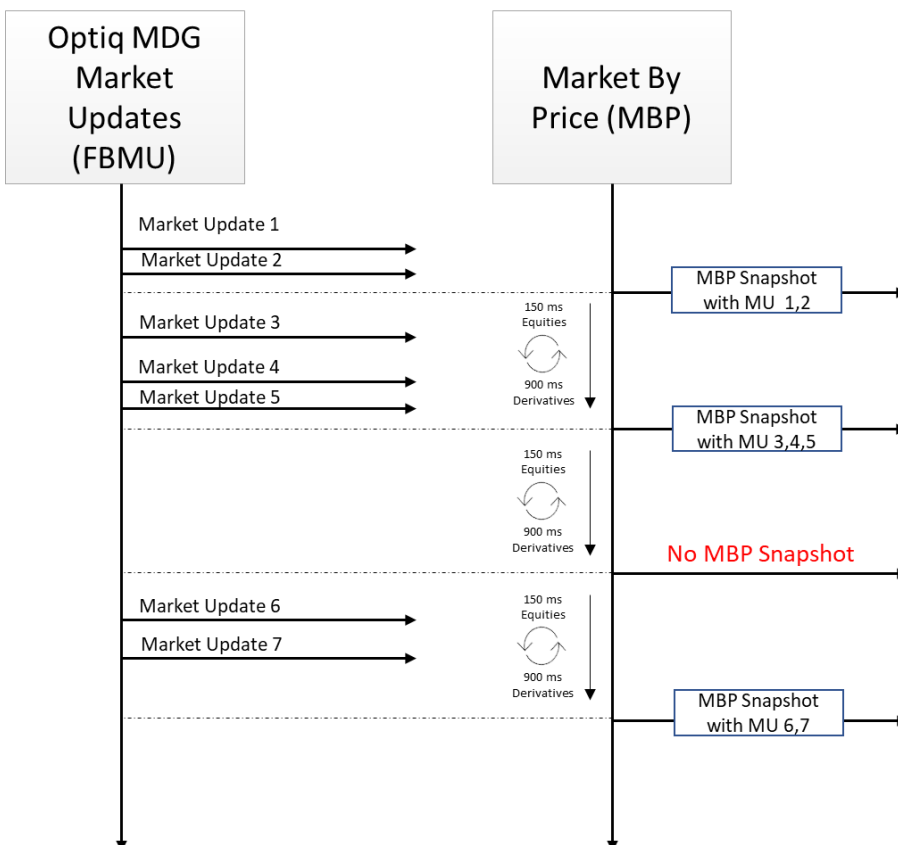 Optiq MDG
Market
Updates
(FBMU)
Market By
Price (MBP)
Market Update 1
Market Update 2
MBP Snapshot
with MU 1,2
150 ms
Equities
Market Update 3
900 ms
Derivatives
Market Update 4
Market Update 5
MBP Snapshot
with MU 3,4,5
150 ms
Equities
900 ms
Derivatives
No MBP Snapshot
Market Update 6
150 ms
Equities
Market Update 7
900 ms
Derivatives
MBP Snapshot
with MU 6,7